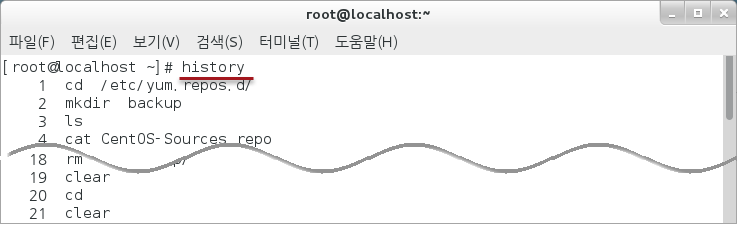 root@localhost:~
파일(F) 편집(E) 보기(V) 검색(S) 터미널(T) 도움말(H)
[root@localhost ~]# history
1 cd /etc/yum.repos.d/
2 mkdir backup
3 ls
4 cat CentOS-Sources repo
18 rm
19 clear
20 cd
21 clear